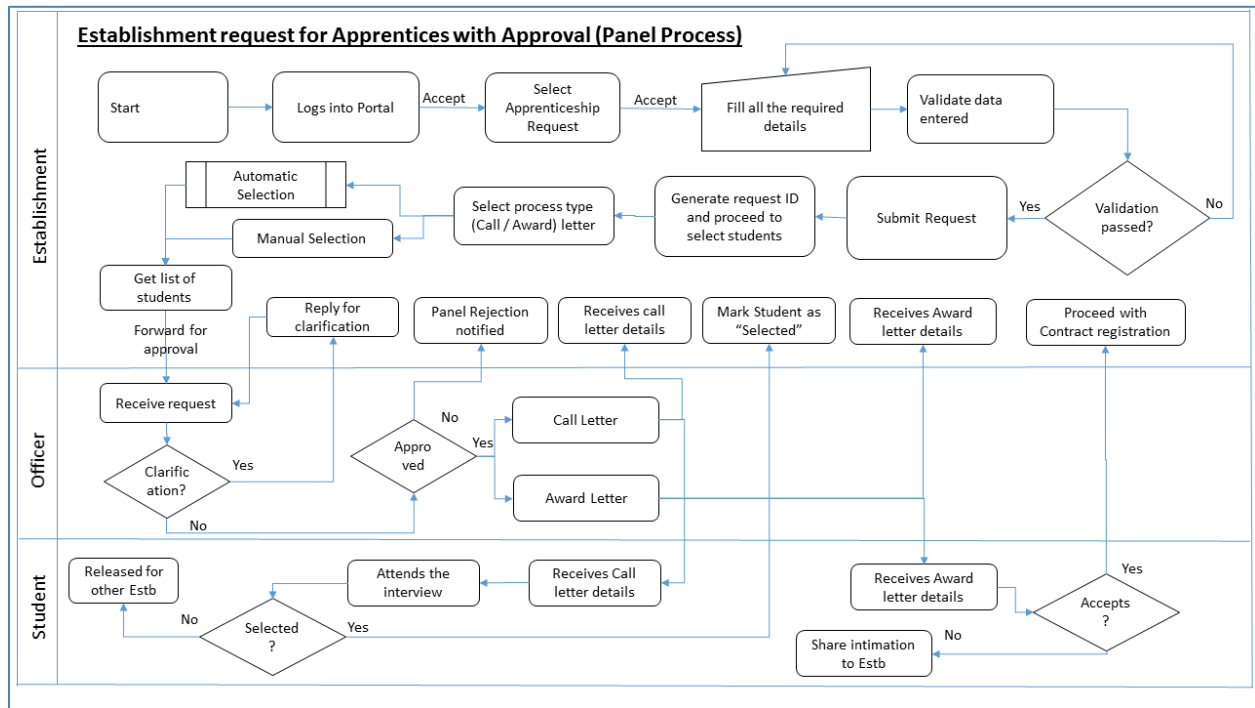 Establishment request for Apprentices with Approval (Panel Process)
Establishment
Start
Logs into Portal
Accept
Select
Apprenticeship
Request
Accept
Fill all the required
details
Validate data
entered
Automatic
Selection
Manual Selection
Select process type
(Call / Award) letter
Generate request ID
and proceed to
select students
Submit Request
Yes
Validation
passed?
No
Get list of
students
Forward for
approval
Reply for
clarification
Panel Rejection
notified
Receives call
letter details
Mark Student as
“Selected”
Receives Award
letter details
Proceed with
Contract registration
Officer
Receive request
Clarific
ation?
Yes
No
No
Appro
ved
Yes
Call Letter
Award Letter
Student
Released for
other Estb
No
Selected
?
Yes
Attends the
interview
Receives Call
letter details
Receives Award
letter details
Yes
Accepts
?
No
Share intimation
to Estb